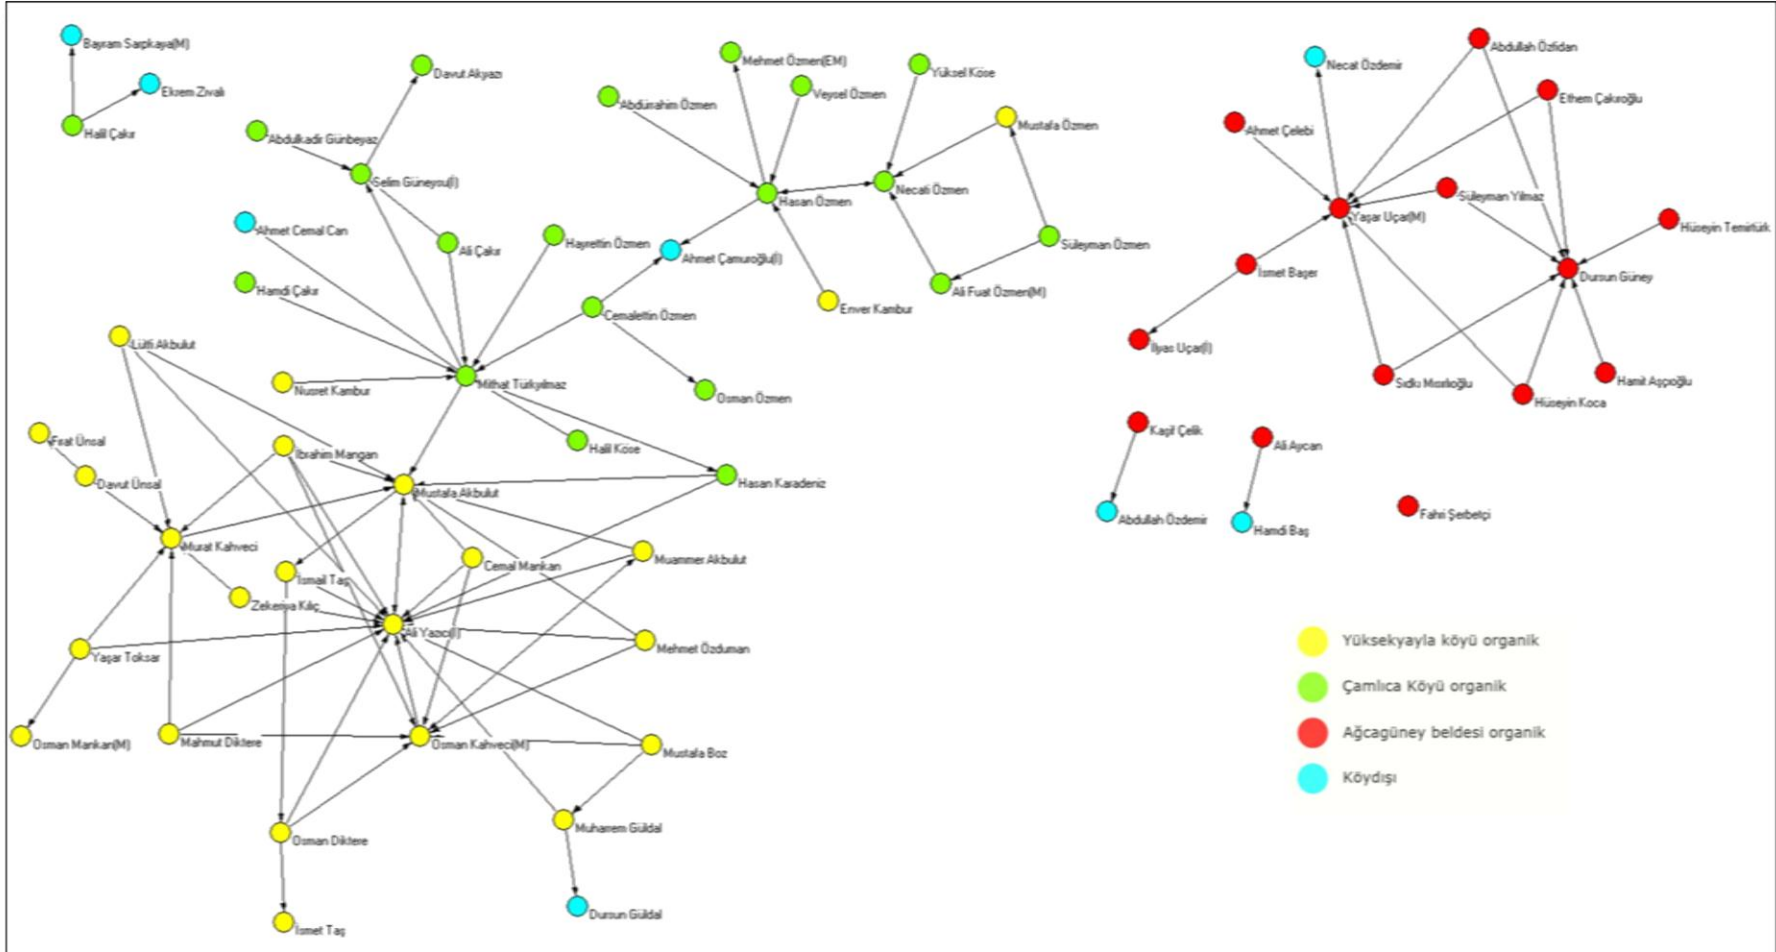 Bayram Sarpkaya(M)
Ekrem Zıvalı
Halil Çakır
Davut Akyazı
Abdulkadir Günbeyaz
Selim Güneysu(İ)
Ahmet Cemal Can
Ali Çakır
Hayrettin Özmen
Hamdi Çakır
Mehmet Özmen(EM)
Veysel Özmen
Abdürrahim Özmen
Yüksel Köse
Mustafa Özmen
Hasan Özmen
Necati Özmen
Ahmet Çamuroğlu(İ)
Süleyman Özmen
Ali Fuat Özmen(M)
Enver Kambur
Cemalettin Özmen
Osman Özmen
Lütfi Akbulut
Nusret Kambur
Mithat Türkyılmaz
Halil Köse
Hasan Karadeniz
Fırat Ünsal
Davut Ünsal
İbrahim Mangan
Mustafa Akbulut
Murat Kahveci
İsmail Taş
Cemal Mankan
Muammer Akbulut
Zekeriya Kılıç
Ali Yazıcı(İ)
Mehmet Özduman
Yaşar Toksar
Osman Mankan(M)
Mahmut Diktere
Osman Kahveci(M)
Mustafa Boz
Muharrem Güldal
Osman Diktere
İsmet Taş
Dursun Güldal
Necat Özdemir
Abdullah Özfidan
Ethem Çakıroğlu
Ahmet Çelebi
Süleyman Yılmaz
Yaşar Uçar(M)
Hüseyin Temirtürk
İsmet Başer
Dursun Güney
İlyas Uçar(İ)
Sıdkı Mısırlıoğlu
Hüseyin Koca
Hamit Aşçıoğlu
Kaşif Çelik
Ali Aycan
Abdullah Özdemir
Hamdi Baş
Fahri Şerbetçi
Yüksekyayla köyü organik
Çamlıca Köyü organik
Ağcagüney beldesi organik
Köydışı